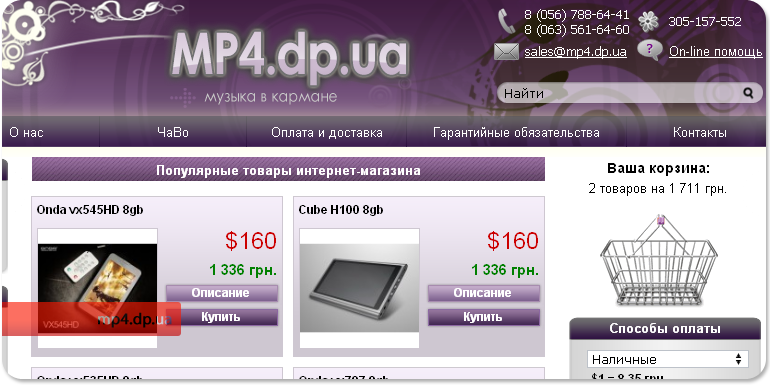 MP4.dp.ua
музыка в кармане
8 (056) 788-64-41
8 (063) 561-64-60
305-157-552
sales@mp4.dp.ua
On-line помощь
Найти
О нас
ЧаВо
Оплата и доставка
Гарантийные обязательства
Контакты
Популярные товары интернет-магазина
Onda vx545HD 8gb
$160
1 336 грн.
Описание
Купить
VX545HD
mp4.dp.ua
Cube H100 8gb
$160
1 336 грн.
Описание
Купить
Ваша корзина:
2 товаров на 1 711 грн.
Способы оплаты
Наличные
$1 = 8.35 грн